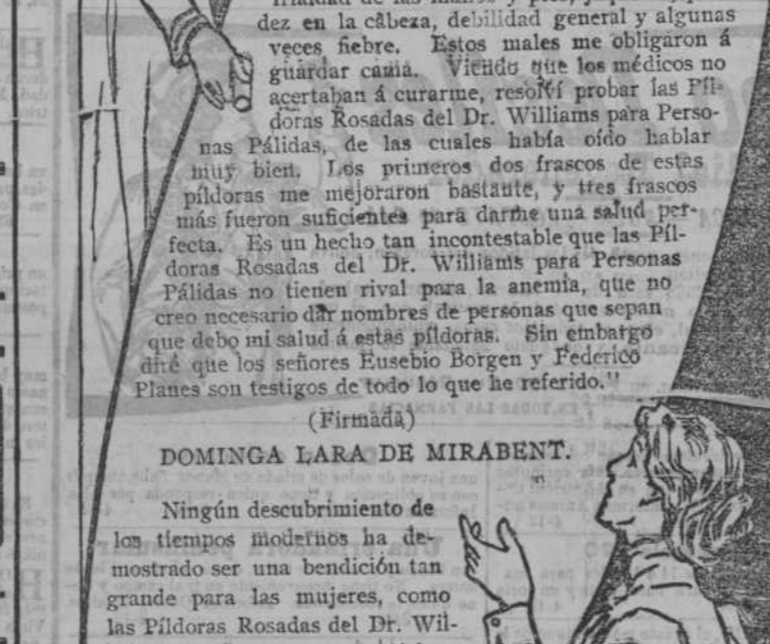 frialdad de las manos y pies,
dez en la cabeza, debilidad general y algunas
veces fiebre. Estos males me obligaron á
guardar cama. Viendo que los médicos no
acertaban á curarme, resolví probar las Píl-
doras Rosadas del Dr. Williams para Perso-
nas Pálidas, de las cuales había oído hablar
muy bien. Los primeros dos frascos de estas
píldoras me mejoraron bastante, y tres frascos
más fueron suficientes para darme una salud per-
fecta. Es un hecho tan incontestable que las Píl-
doras Rosadas del Dr. Williams para Personas
Pálidas no tienen rival para la anemia, que no
creo necesario dar nombres de personas que sepan
que debo mi salud á estas píldoras. Sin embargo
diré que los señores Eusebio Borgen y Federico
Planes son testigos de todo lo que he referido."
(Firmada)
DOMINGA LARA DE MIRABENT.
Ningún descubrimiento de
los tiempos modernos ha de-
mostrado ser una bendición tan
grande para las mujeres, como
las Píldoras Rosadas del Dr. Wil-